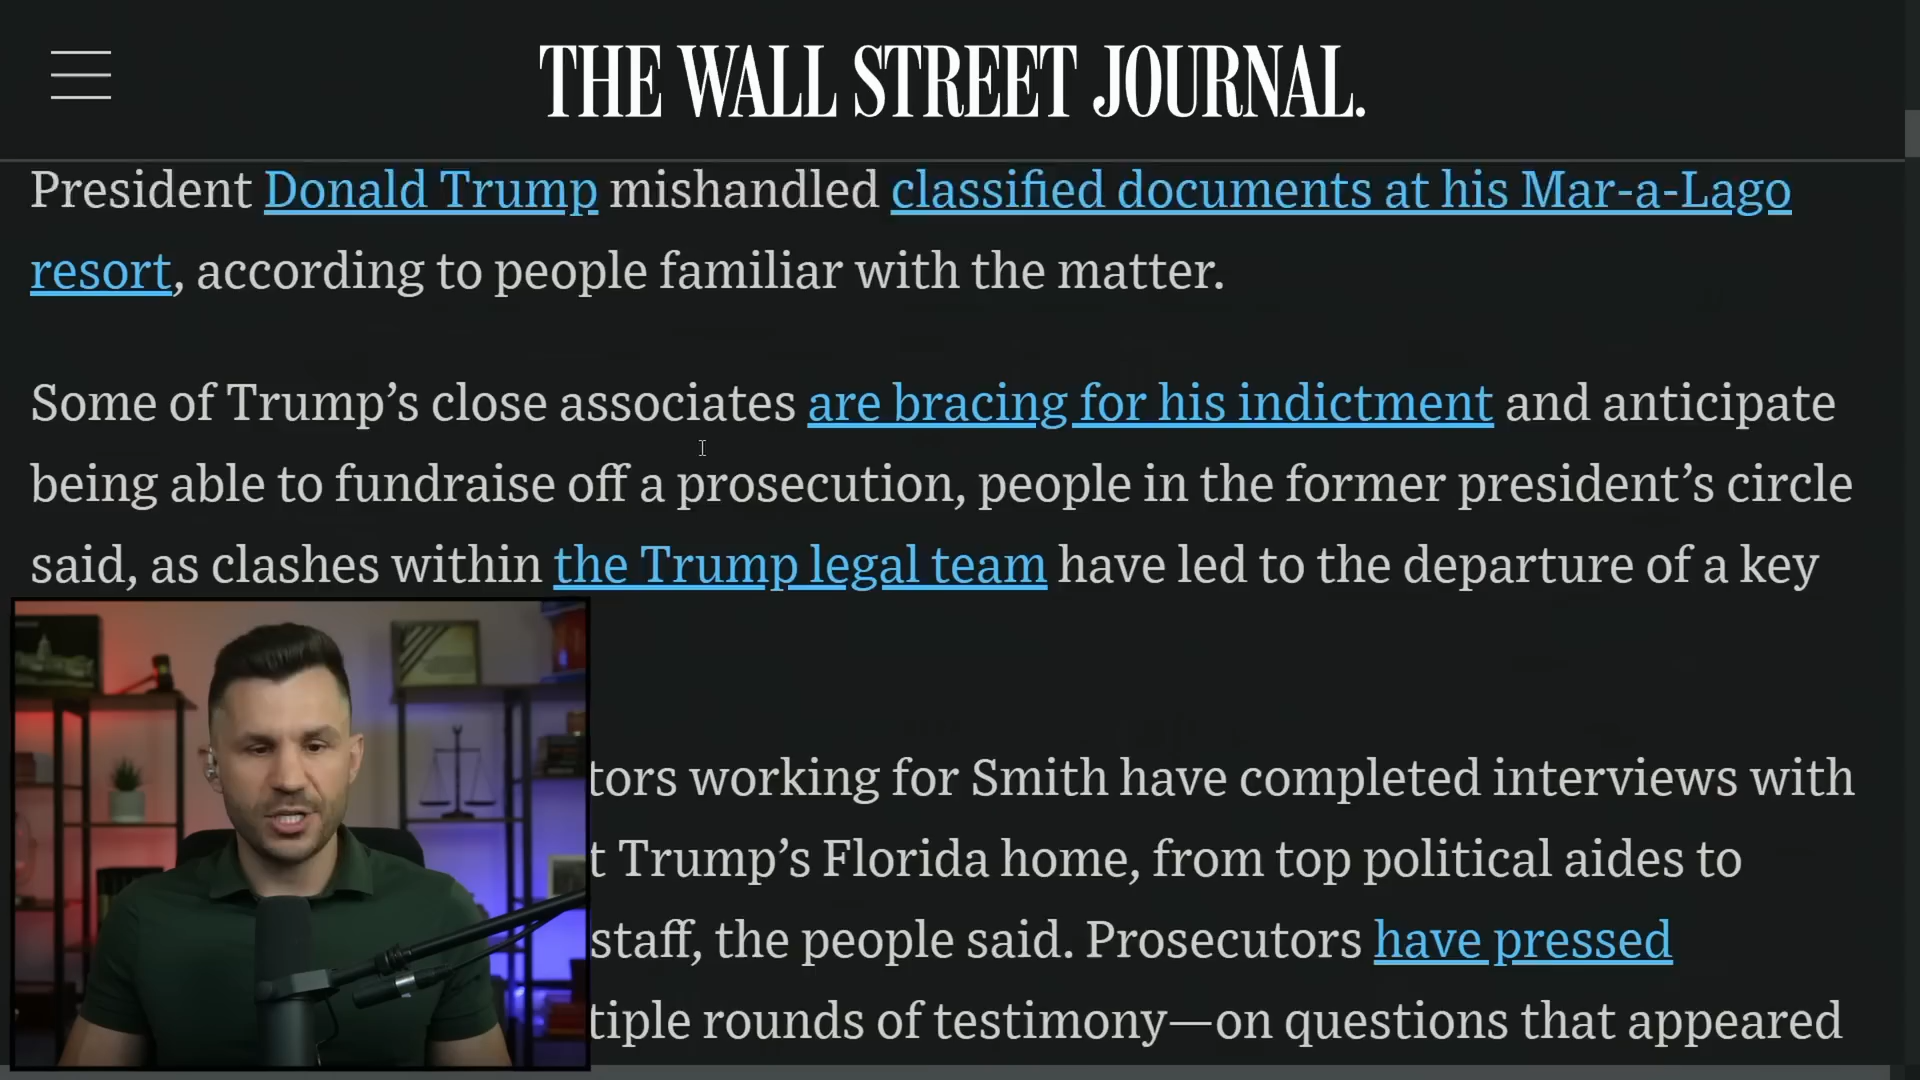 THE WALL STREET JOURNAL.
President Donald Trump mishandled classified documents at his Mar-a-Lago
resort, according to people familiar with the matter.
Some of Trump’s close associates are bracing for his indictment and anticipate
being able to fundraise off a prosecution, people in the former president’s circle
said, as clashes within the Trump legal team have led to the departure of a key
tors working for Smith have completed interviews with
t Trump’s Florida home, from top political aides to
staff, the people said. Prosecutors have pressed
tiple rounds of testimony—on questions that appeared